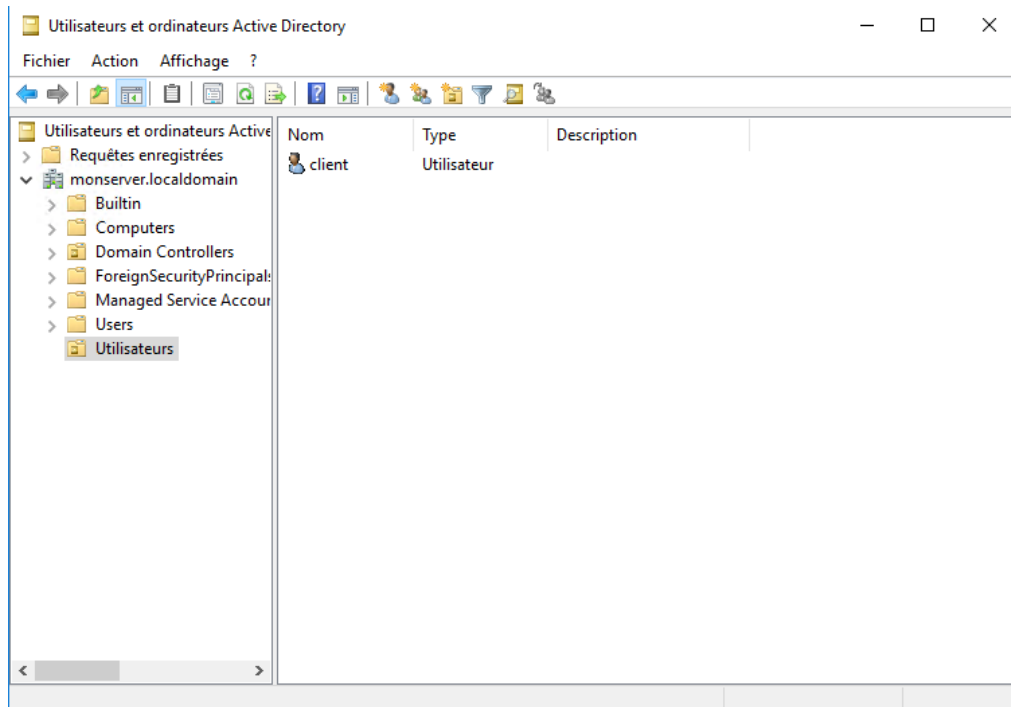 Utilisateurs et ordinateurs Active Directory
Fichier Action Affichage ?
Utilisateurs et ordinateurs Active
Requêtes enregistrées
monserver.localdomain
Builtin
Computers
Domain Controllers
ForeignSecurityPrincipals
Managed Service Accour
Users
Utilisateurs
Nom Type Description
client Utilisateur